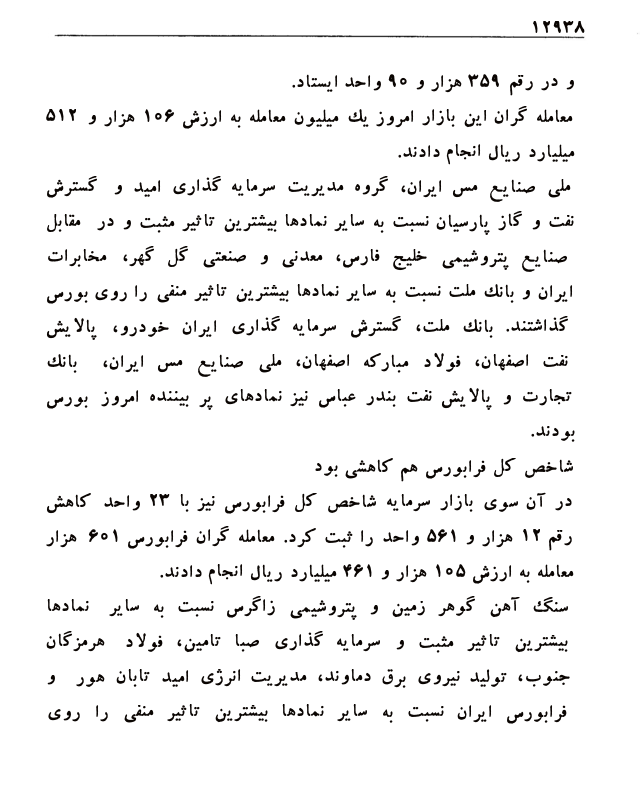 ۱۲۹۳۸
و در رقم ۳۵۹ هزار و ۹۰ واحد ایستاد.
معامله گران این بازار امروز یك میلیون معامله به ارزش ۱۰۶ هزار و ۵۱۲
میلیارد ریال انجام دادند.
ملی صنایع مس ایران، گروه مدیریت سرمایه گذاری امید و گسترش
نفت و گاز پارسیان نسبت به سایر نمادها بیشترین تاثیر مثبت و در مقابل
صنایع پتروشیمی خلیج فارس، معدنی و صنعتی گل گهر، مخابرات
ایران و بانك ملت نسبت به سایر نمادها بیشترین تاثیر منفی را روی بورس
گذاشتند. بانك ملت، گسترش سرمایه گذاری ایران خودرو، پالایش
نفت اصفهان، فولاد مبارکه اصفهان، ملی صنایع مس ایران، بانك
تجارت و پالایش نفت بندر عباس نیز نمادهای پر بیننده امروز بورس
بودند.
شاخص کل فرابورس هم کاهشی بود
در آن سوی بازار سرمایه شاخص کل فرابورس نیز با ۲۳ واحد کاهش
رقم ۱۲ هزار و ۵۶۱ واحد را ثبت کرد. معامله گران فرابورس ۶۰۱ هزار
معامله به ارزش ۱۰۵ هزار و ۴۶۱ میلیارد ریال انجام دادند.
سنگ آهن گوهر زمین و پتروشیمی زاگرس نسبت به سایر نمادها
بیشترین تاثیر مثبت و سرمایه گذاری صبا تامین، فولاد هرمزگان
جنوب، تولید نیروی برق دماوند، مدیریت انرژی امید تابان هور و
فرابورس ایران نسبت به سایر نمادها بیشترین تاثیر منفی را روی